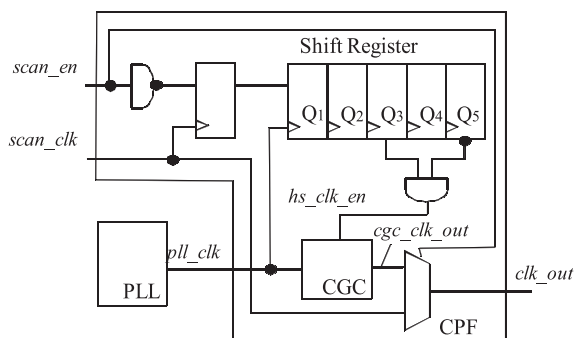 Shift Register
scan_en
Q1 Q2 Q3 Q4 Q5
scan_clk
hs_clk_en
cgc_clk_out
pll_clk
clk_out
PLL
CGC
CPF